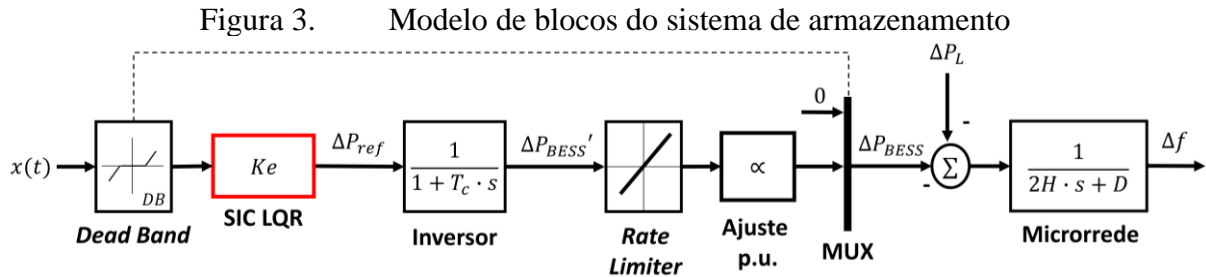 Figura 3. Modelo de blocos do sistema de armazenamento
ΔP_L
0
-
x(t)
DB
Ke
ΔP_ref
1
1 + T_c · s
ΔP_BESS′
∝
ΔP_BESS
-
Σ
1
2H · s + D
Δf
Dead Band
SIC LQR
Inversor
Rate
Limiter
Ajuste
p.u.
MUX
Microrrede